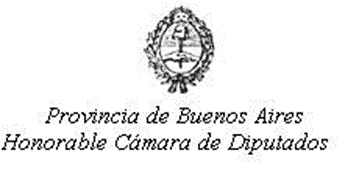 Provincia de Buenos Aires
Honorable Cámara de Diputados